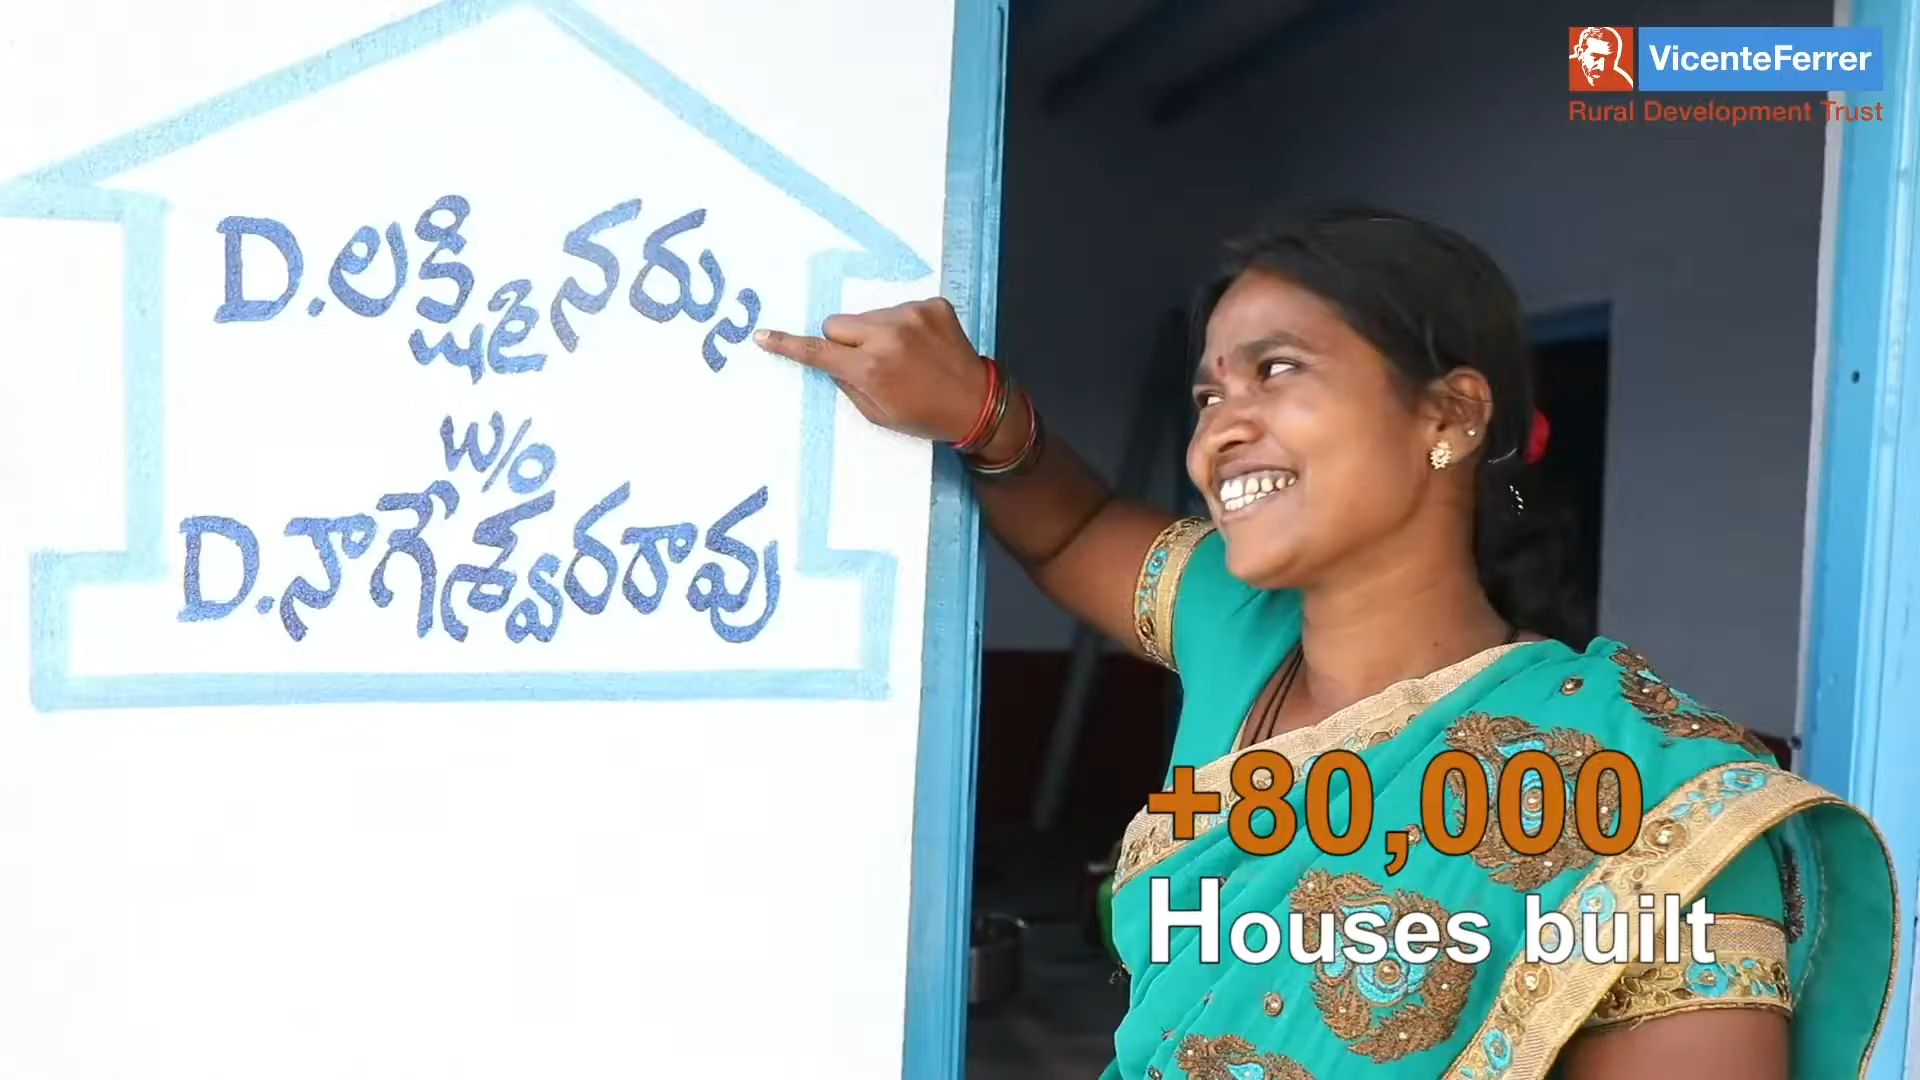 VicenteFerrer
Rural Development Trust
D.లక్ష్మినర్సు
w/o
D.నాగేశ్వరరావు
+80,000
Houses built